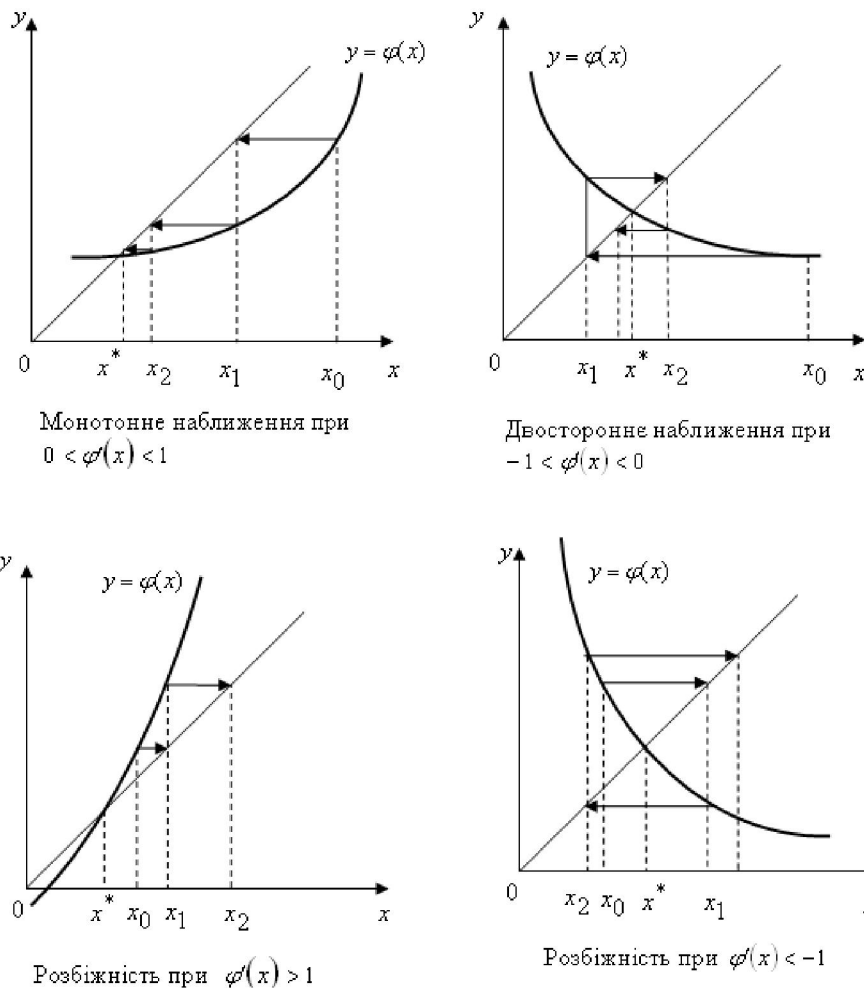 y
y = φ(x)
0
x* x₂ x₁ x₀ x
Монотонне наближення при
0 < φ′(x) < 1
y
y = φ(x)
0
x₁ x* x₂ x₀ x
Двостороннє наближення при
− 1 < φ′(x) < 0
y
y = φ(x)
0
x* x₀ x₁ x₂ x
Розбіжність при φ′(x) > 1
y
y = φ(x)
0
x₂ x₀ x* x₁
Розбіжність при φ′(x) < −1